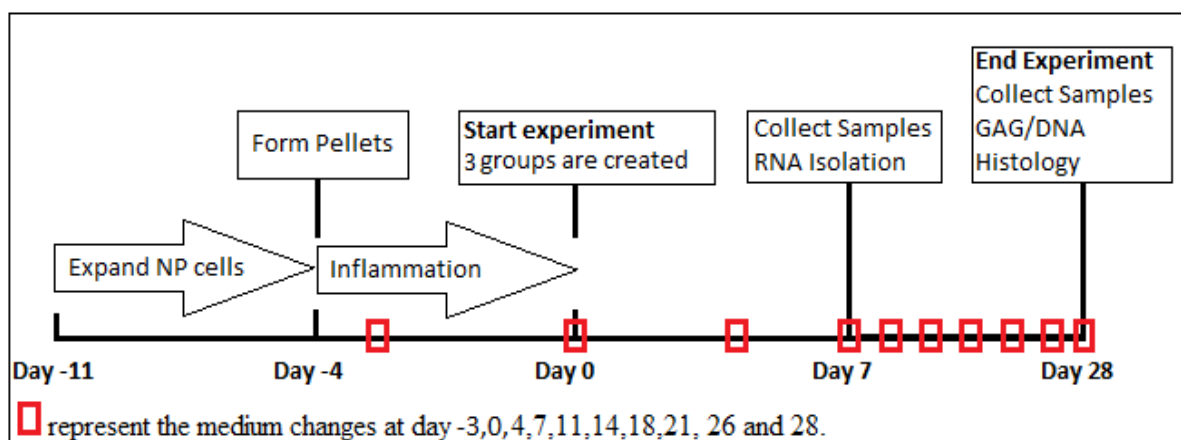 End Experiment
Collect Samples
GAG/DNA
Histology
Form Pellets
Start experiment
3 groups are created
Collect Samples
RNA Isolation
Expand NP cells
Inflammation
Day -11
Day -4
Day 0
Day 7
Day 28
represent the medium changes at day -3,0,4,7,11,14,18,21, 26 and 28.